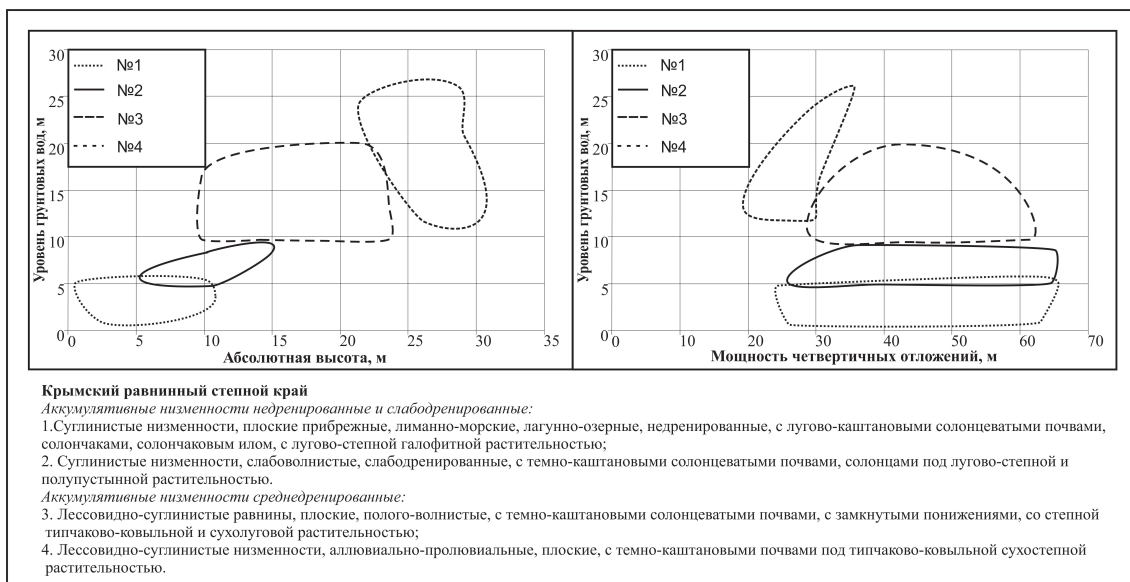 30
25
20
15
10
5
0
Уровень грунтовых вод, м
№1
№2
№3
№4
0 5 10 15 20 25 30 35
Абсолютная высота, м
30
25
20
15
10
5
0
Уровень грунтовых вод, м
№1
№2
№3
№4
0 10 20 30 40 50 60 70
Мощность четвертичных отложений, м
Крымский равнинный степной край
Аккумулятивные низменности недренированные и слабодренированные:
1.Суглинистые низменности, плоские прибрежные, лиманно-морские, лагунно-озерные, недренированные, с лугово-каштановыми солонцеватыми почвами,
солончаками, солончаковым илом, с лугово-степной галофитной растительностью;
2. Суглинистые низменности, слабоволнистые, слабодренированные, с темно-каштановыми солонцеватыми почвами, солонцами под лугово-степной и
полупустынной растительностью.
Аккумулятивные низменности среднедренированные:
3. Лессовидно-суглинистые равнины, плоские, полого-волнистые, с темно-каштановыми солонцеватыми почвами, с замкнутыми понижениями, со степной
типчаково-ковыльной и сухолуговой растительностью;
4. Лессовидно-суглинистые низменности, аллювиально-пролювиальные, плоские, с темно-каштановыми почвами под типчаково-ковыльной сухостепной
растительностью.